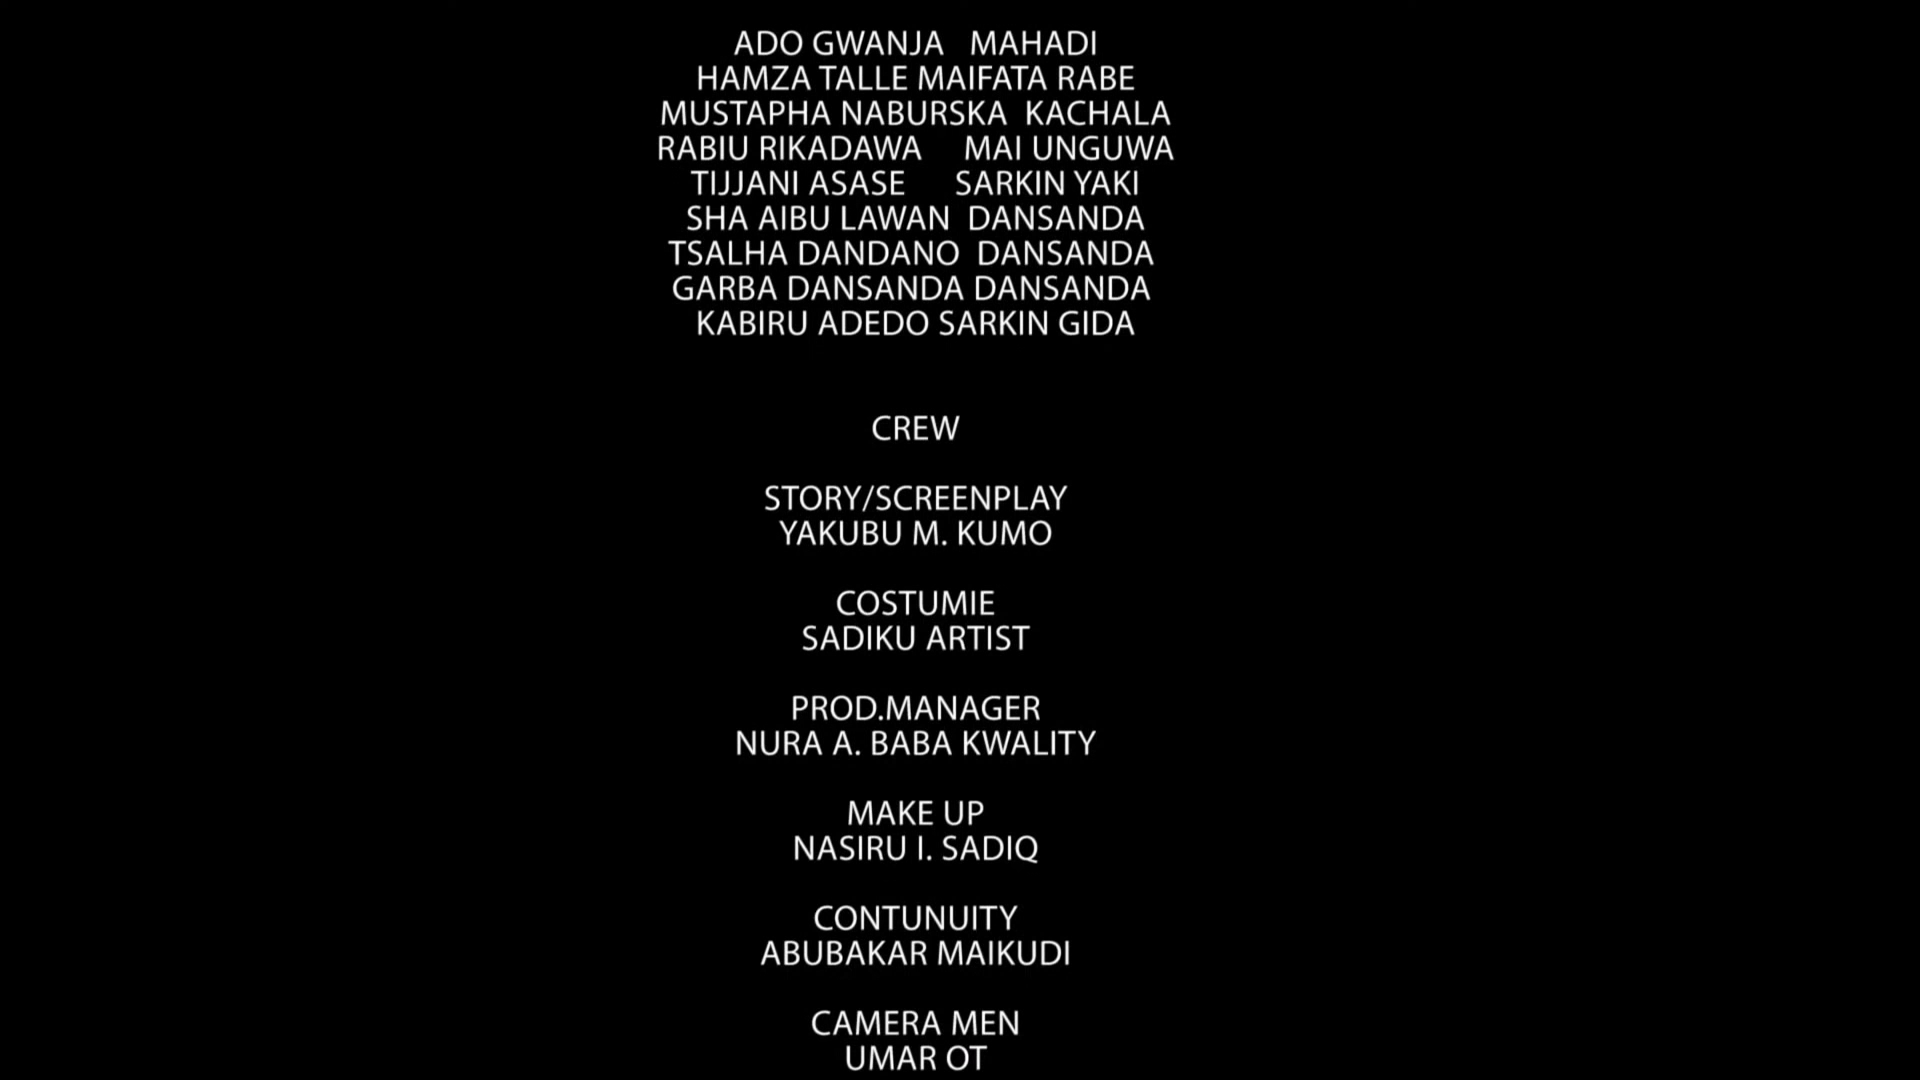 ADO GWANJA MAHADI
HAMZA TALLE MAIFATA RABE
MUSTAPHA NABURSKA KACHALA
RABIU RIKADAWA MAI UNGUWA
TIJJANI ASASE SARKIN YAKI
SHA AIBU LAWAN DANSANDA
TSALHA DANDANO DANSANDA
GARBA DANSANDA DANSANDA
KABIRU ADEDO SARKIN GIDA
CREW
STORY/SCREENPLAY
YAKUBU M. KUMO
COSTUMIE
SADIKU ARTIST
PROD.MANAGER
NURA A. BABA KWALITY
MAKE UP
NASIRU I. SADIQ
CONTUNUITY
ABUBAKAR MAIKUDI
CAMERA MEN
UMAR OT